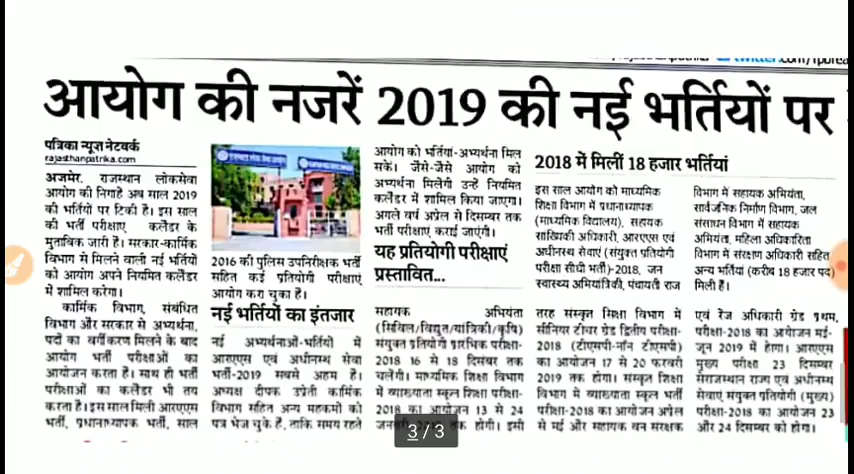 आयोग की नजरें 2019 की नई भर्तियों पर
पत्रिका न्यूज़ नेटवर्क
rajasthanpatrika.com
अजमेर. राजस्थान लोकसेवा
आयोग की निगाहें अब साल 2019
की भर्तियों पर टिकी है। इस साल
की भर्ती परीक्षाएं कलैंडर के
मुताबिक जारी है। सरकार-कार्मिक
विभाग से मिलने वाली नई भर्तियों
को आयोग अपने नियमित कलैंडर
में शामिल करेगा।
कार्मिक विभाग, संबंधित
विभाग और सरकार से अभ्यर्थना,
पदों का वर्गीकरण मिलने के बाद
आयोग भर्ती परीक्षाओं का
आयोजन करता है। साथ ही भर्ती
परीक्षाओं का कलैंडर भी तय
करता है। इस साल मिली आरएएस
भर्ती, प्रधानाध्यापक भर्ती, साल
2016 की पुलिस उपनिरीक्षक भर्ती
सहित कई प्रतियोगी परीक्षाएं
आयोग करा चुका है।
नई भर्तियों का इंतजार
नई अभ्यर्थनाओं-भर्तियों में
आरएएस एवं अधीनस्थ सेवा
भर्ती-2019 सबसे अहम है।
अध्यक्ष दीपक उप्रेती कार्मिक
विभाग सहित अन्य महकमों को
पत्र भेज चुके हैं, ताकि समय रहते
आयोग को भर्तियां-अभ्यर्थना मिल
सके। जैसे-जैसे आयोग को
अभ्यर्थना मिलेगी उन्हें नियमित
कलैंडर में शामिल किया जाएगा।
अगले वर्ष अप्रेल से दिसम्बर तक
भर्ती परीक्षाएं कराई जाएंगी।
यह प्रतियोगी परीक्षाएं
प्रस्तावित...
सहायक अभियंता
(सिविल/विद्युत/यांत्रिकी/कृषि)
संयुक्त प्रतियोगी प्रारंभिक परीक्षा-
2018 16 से 18 दिसंबर तक
चलेगी। माध्यमिक शिक्षा विभाग
में व्याख्याता स्कूल शिक्षा परीक्षा-
2018 का आयोजन 13 से 24
तक होगी। इसी
2018 में मिलीं 18 हजार भर्तियां
इस साल आयोग को माध्यमिक
शिक्षा विभाग में प्रधानाध्यापक
(माध्यमिक विद्यालय), सहायक
सांख्यिकी अधिकारी, आरएएस एवं
अधीनस्थ सेवाएं (संयुक्त प्रतियोगी
परीक्षा सीधी भर्ती)-2018, जन
स्वास्थ्य अभियांत्रिकी, पंचायती राज
विभाग में सहायक अभियंता,
सार्वजनिक निर्माण विभाग, जल
संसाधन विभाग में सहायक
अभियंता, महिला अधिकारिता
विभाग में संरक्षण अधिकारी सहित
अन्य भर्तियां (करीब 18 हजार पद)
मिली हैं।
तरह संस्कृत शिक्षा विभाग में
सीनियर टीचर ग्रेड द्वितीय परीक्षा-
2018 (टीएसपी-नॉन टीएसपी)
का आयोजन 17 से 20 फरवरी
2019 तक होगा। संस्कृत शिक्षा
विभाग में व्याख्याता स्कूल भर्ती
परीक्षा-2018 का आयोजन अप्रेल
से मई और सहायक वन संरक्षक
एवं रेंज अधिकारी ग्रेड प्रथम,
परीक्षा-2018 का आयोजन मई-
जून 2019 में होगा। आरएएस
मुख्य परीक्षा 23 दिसम्बर
सेराजस्थान राज्य एवं अधीनस्थ
सेवाएं संयुक्त प्रतियोगी (मुख्य)
परीक्षा-2018 का आयोजन 23
और 24 दिसम्बर को होगा।
3 / 3